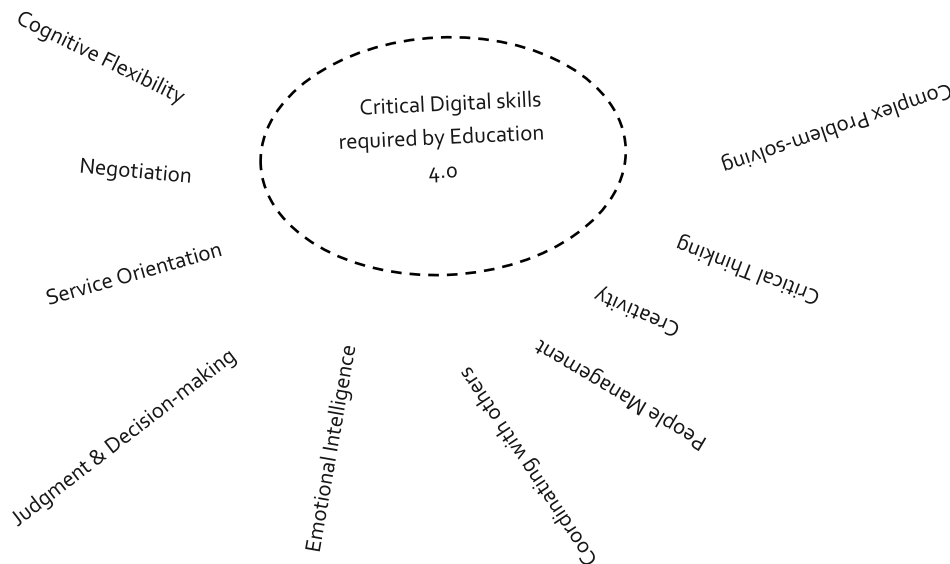 Critical Digital skills
required by Education
4.0
Complex Problem-solving
Critical Thinking
Creativity
People Management
Coordinating with others
Emotional Intelligence
Judgment & Decision-making
Service Orientation
Negotiation
Cognitive Flexibility